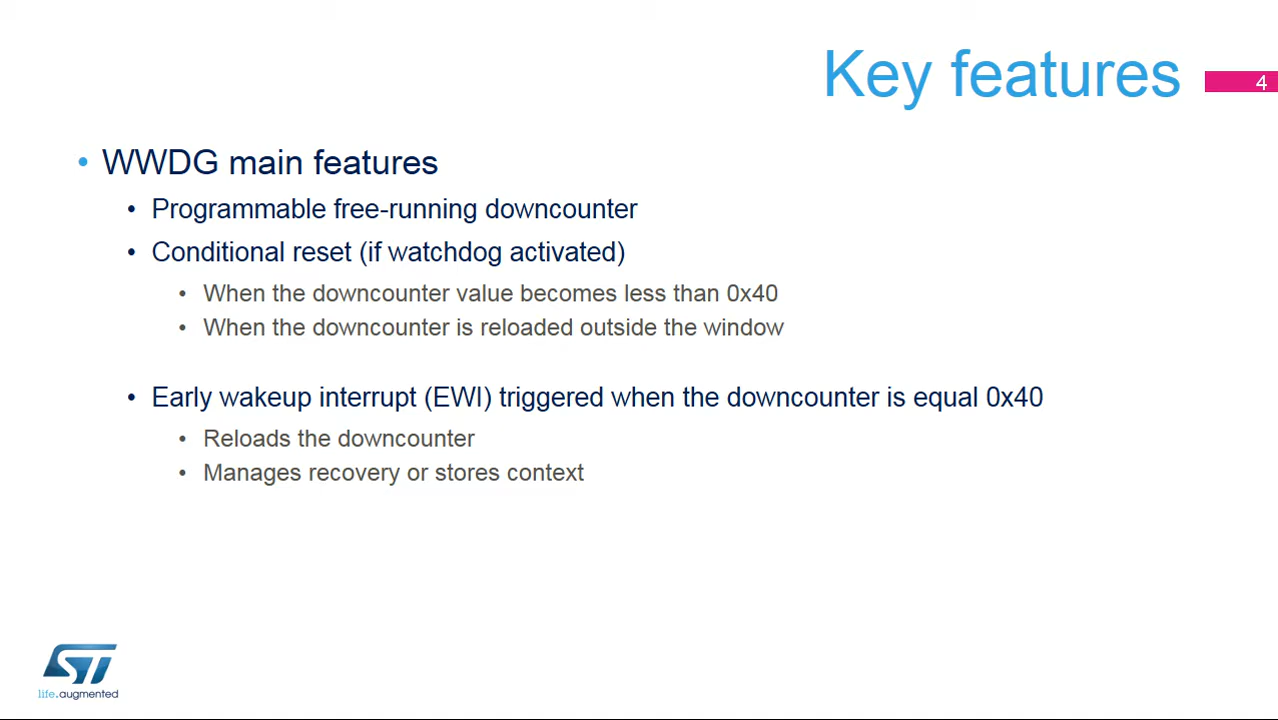 Key features
4
• WWDG main features
• Programmable free-running downcounter
• Conditional reset (if watchdog activated)
• When the downcounter value becomes less than 0x40
• When the downcounter is reloaded outside the window
• Early wakeup interrupt (EWI) triggered when the downcounter is equal 0x40
• Reloads the downcounter
• Manages recovery or stores context
ST
life.augmented